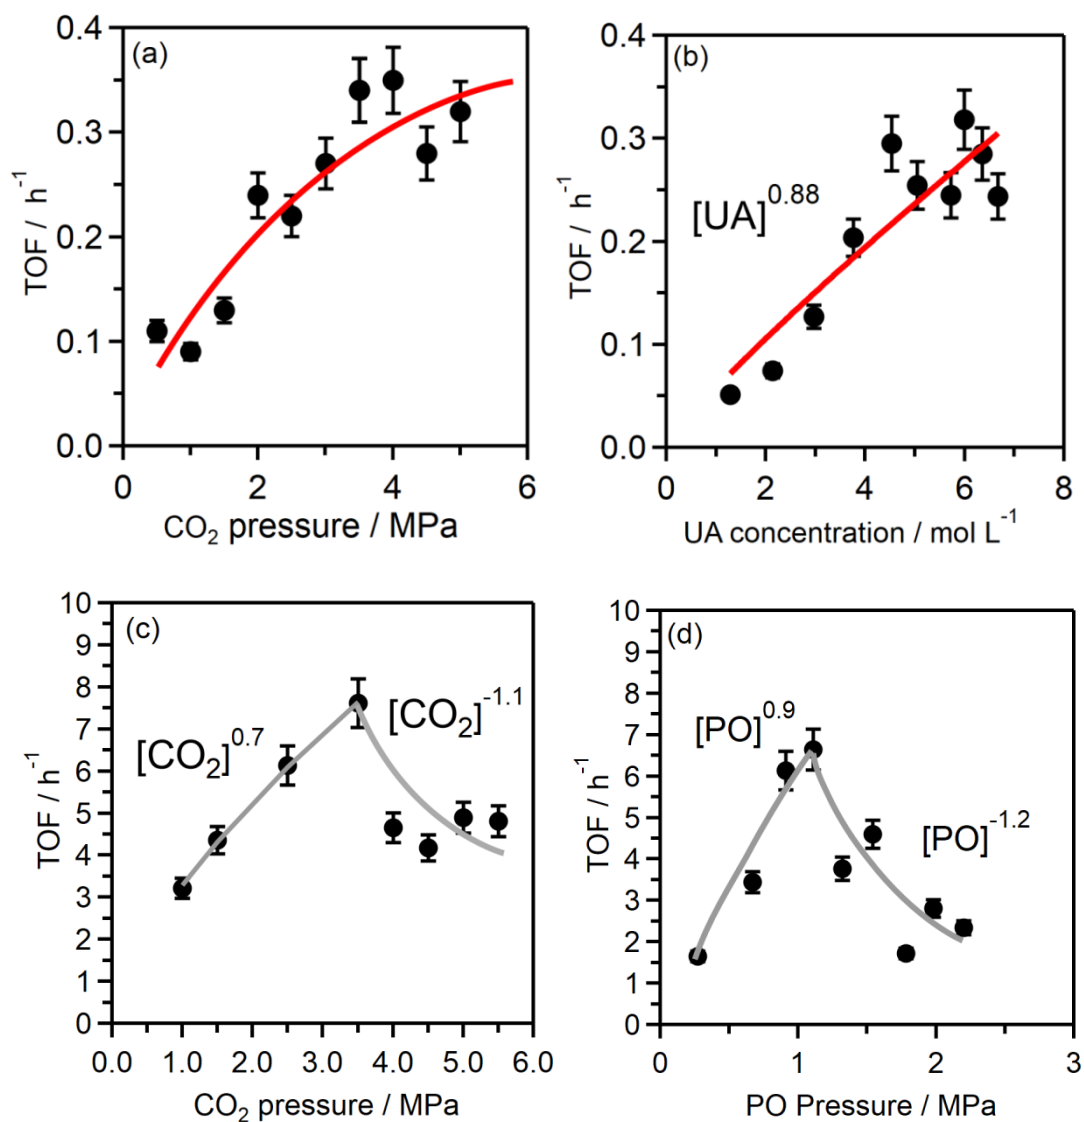 (a)
TOF / h⁻¹
0.4
0.3
0.2
0.1
0.0
0 2 4 6
CO₂ pressure / MPa
(b)
TOF / h⁻¹
0.4
0.3
0.2
0.1
0.0
[UA]⁰·⁸⁸
0 2 4 6 8
UA concentration / mol L⁻¹
(c)
TOF / h⁻¹
10
9
8
7
6
5
4
3
2
1
0
[CO₂]⁰·⁷
[CO₂]⁻¹·¹
1.0 2.0 3.0 4.0 5.0 6.0
CO₂ pressure / MPa
(d)
TOF / h⁻¹
10
9
8
7
6
5
4
3
2
1
0
[PO]⁰·⁹
[PO]⁻¹·²
0 1 2 3
PO Pressure / MPa